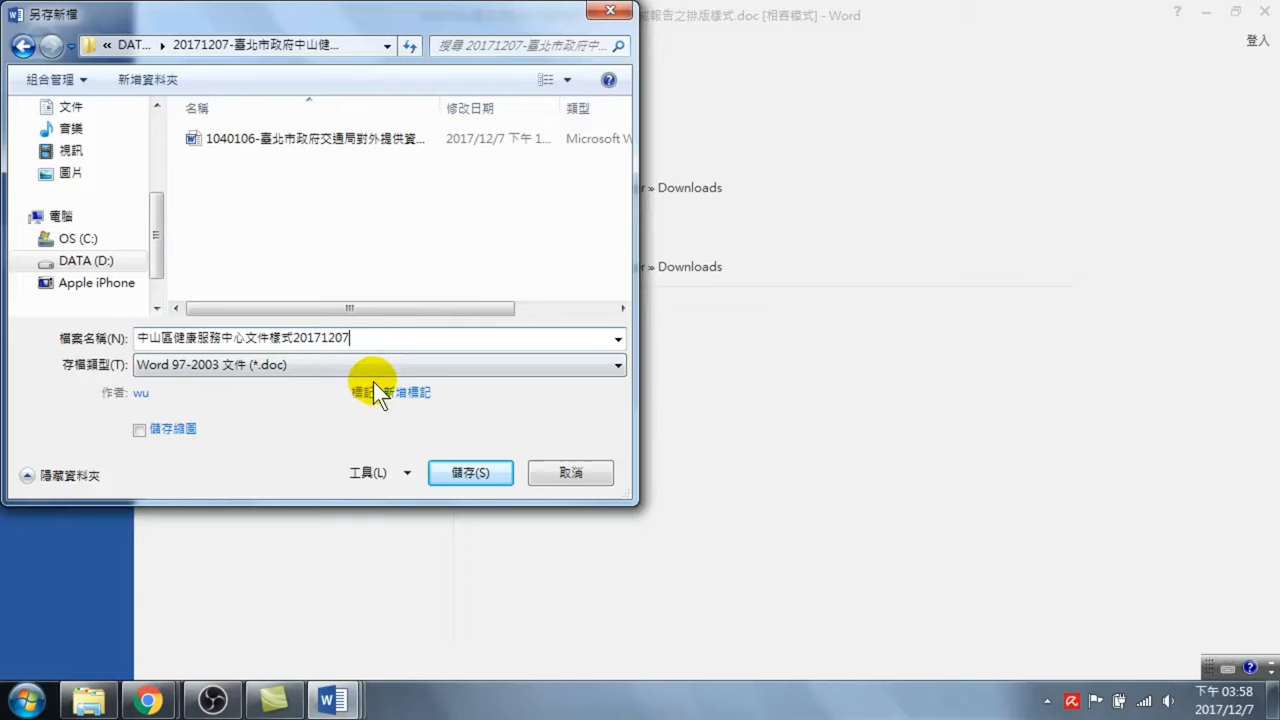 另存新檔
報告之排版樣式.doc [相容模式] - Word
登入
« DAT... ▸ 20171207-臺北市政府中山健...
搜尋 20171207-臺北市政府中...
組合管理 新增資料夾
文件
音樂
視訊
圖片
電腦
OS (C:)
DATA (D:)
Apple iPhone
名稱 修改日期 類型
1040106-臺北市政府交通局對外提供資... 2017/12/7 下午 1... Microsoft W
r » Downloads
r » Downloads
檔案名稱(N): 中山區健康服務中心文件樣式20171207
存檔類型(T): Word 97-2003 文件 (*.doc)
作者: wu
標記: 新增標記
儲存縮圖
隱藏資料夾
工具(L) 儲存(S) 取消
下午 03:58
2017/12/7